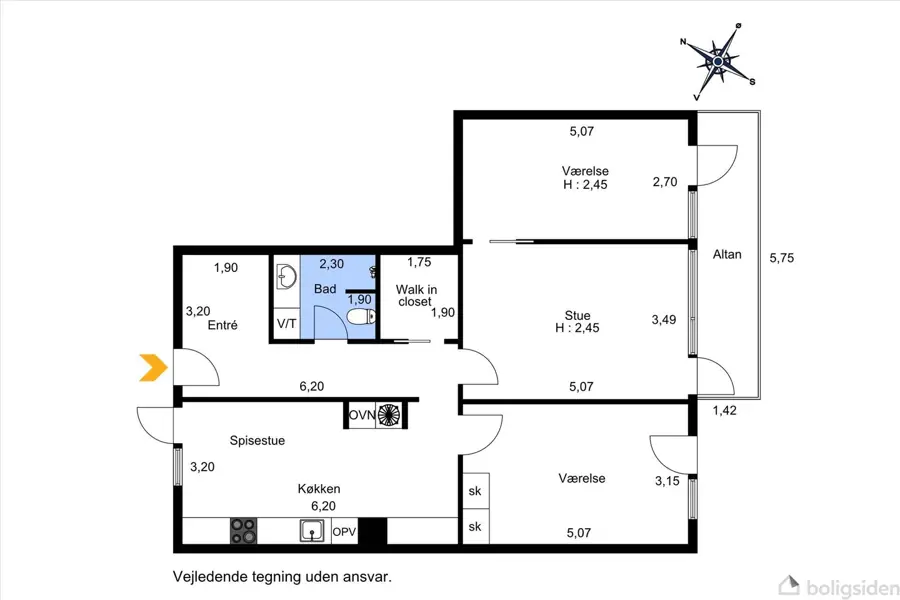 Ø
N
S
V
5,07
Værelse
H : 2,45
2,70
Altan
5,75
1,90
2,30
1,75
Bad
Walk in
closet
1,90
1,90
3,20
Entré
V/T
Stue
H : 2,45
3,49
6,20
5,07
1,42
OVN
Spisestue
3,20
Køkken
6,20
OPV
sk
sk
Værelse
3,15
5,07
Vejledende tegning uden ansvar.
boligsiden